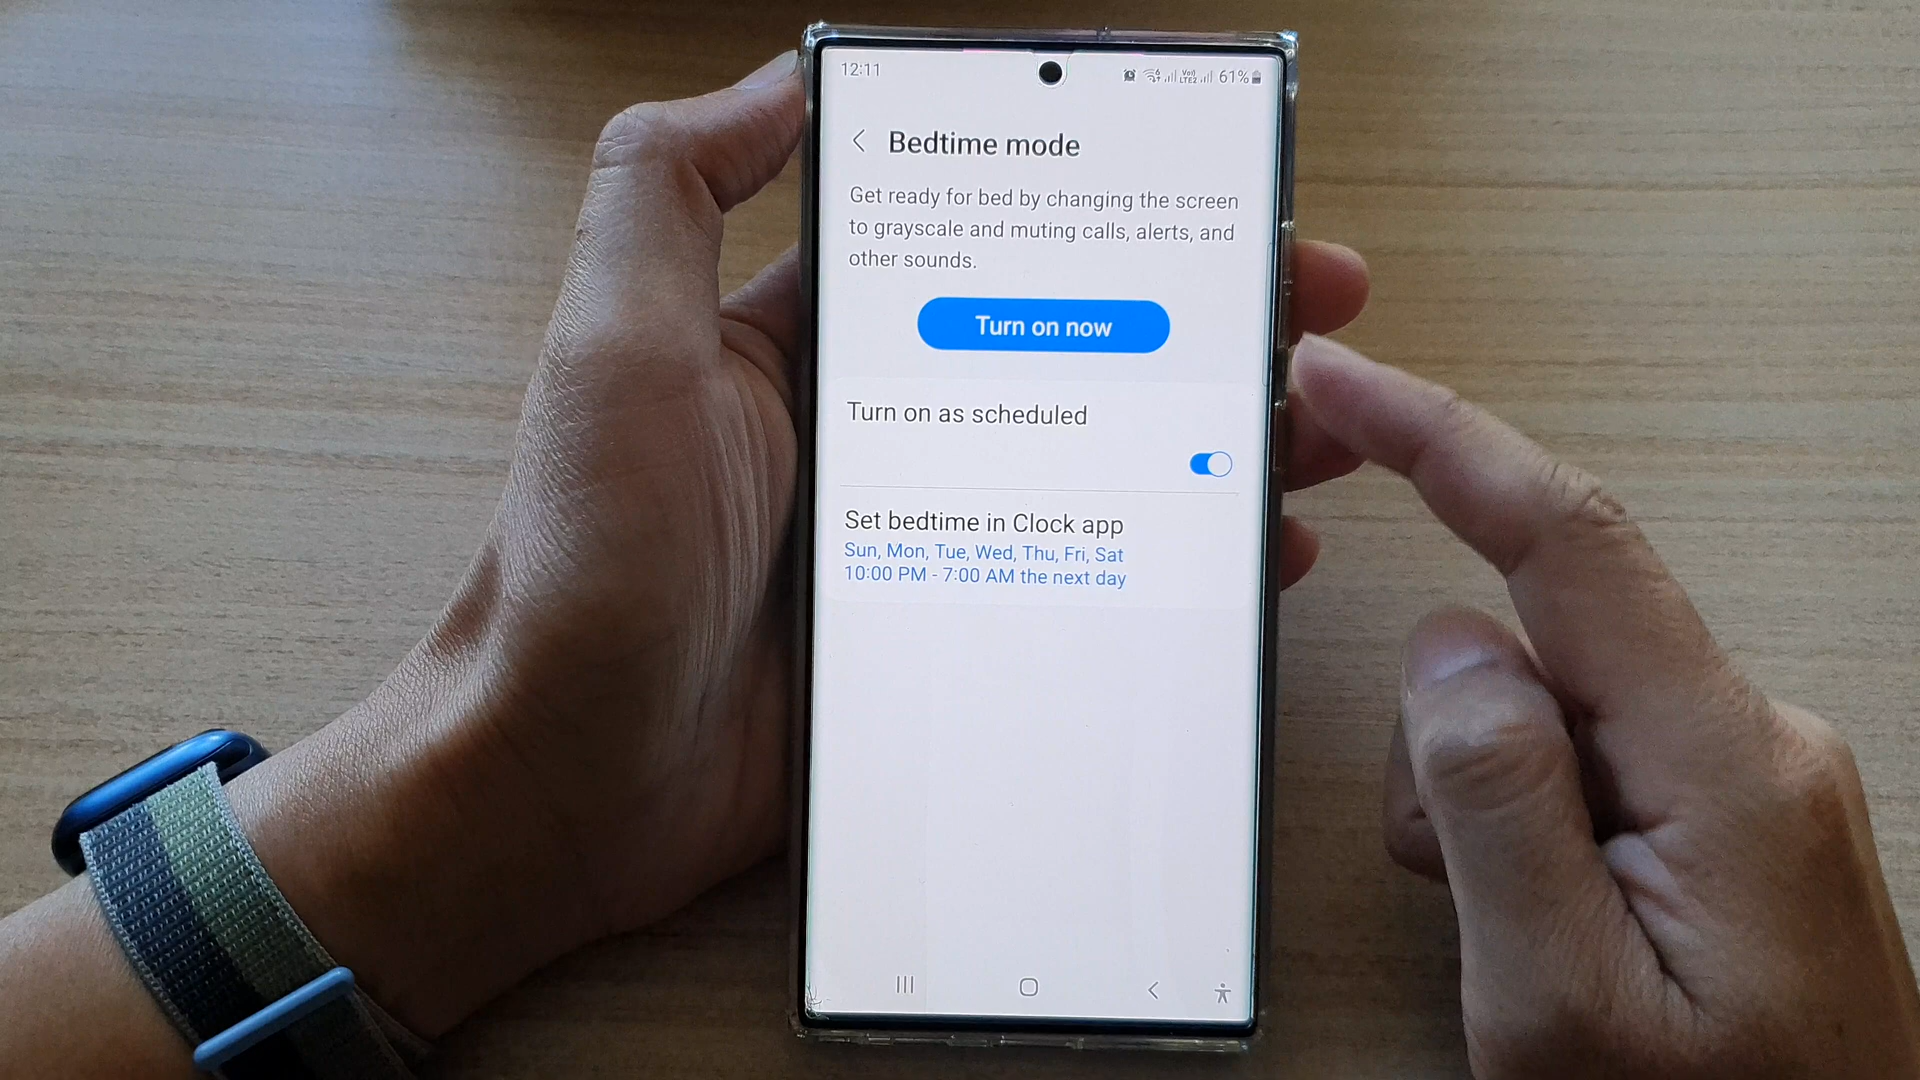 12:11
Vo)) LTE2 61%
Bedtime mode
Get ready for bed by changing the screen
to grayscale and muting calls, alerts, and
other sounds.
Turn on now
Turn on as scheduled
Set bedtime in Clock app
Sun, Mon, Tue, Wed, Thu, Fri, Sat
10:00 PM - 7:00 AM the next day